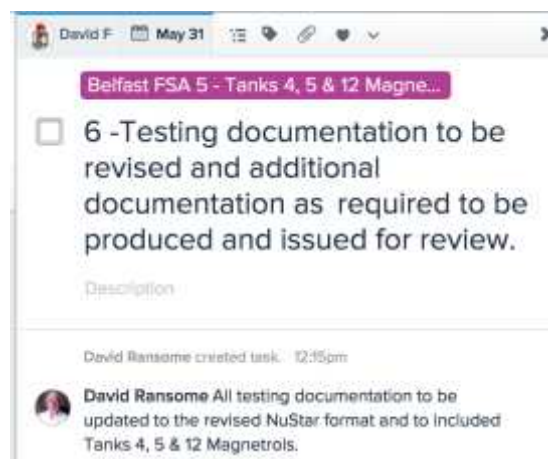 David F May 31
Belfast FSA 5 - Tanks 4, 5 & 12 Magne...
6 -Testing documentation to be
revised and additional
documentation as required to be
produced and issued for review.
Description
David Ransome created task. 12:15pm
David Ransome All testing documentation to be
updated to the revised NuStar format and to included
Tanks 4, 5 & 12 Magnetrols.